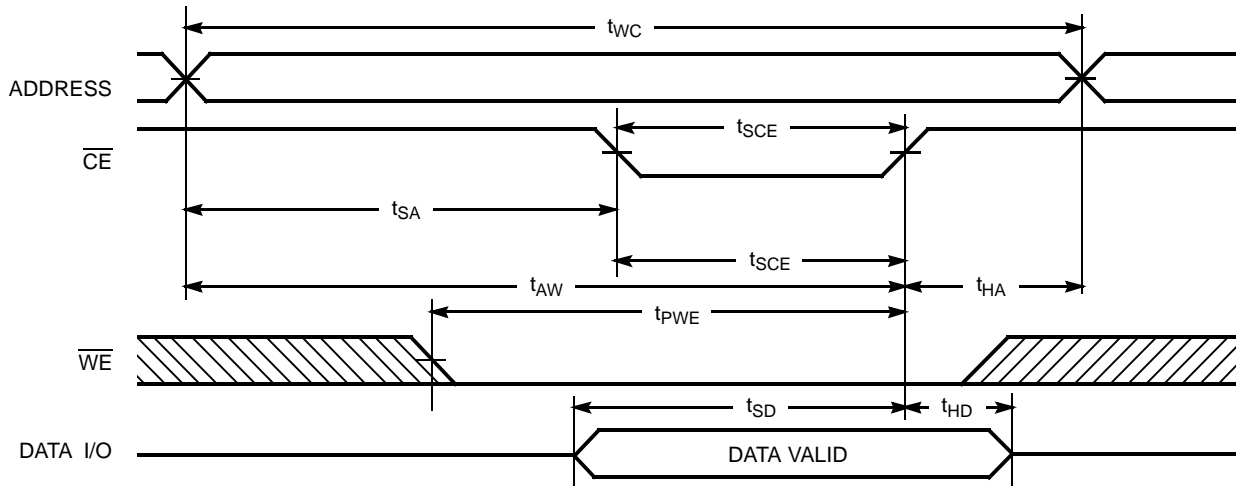 tWC
ADDRESS
tSCE
CE
tSA
tSCE
tAW
tHA
tPWE
WE
tSD
tHD
DATA I/O
DATA VALID